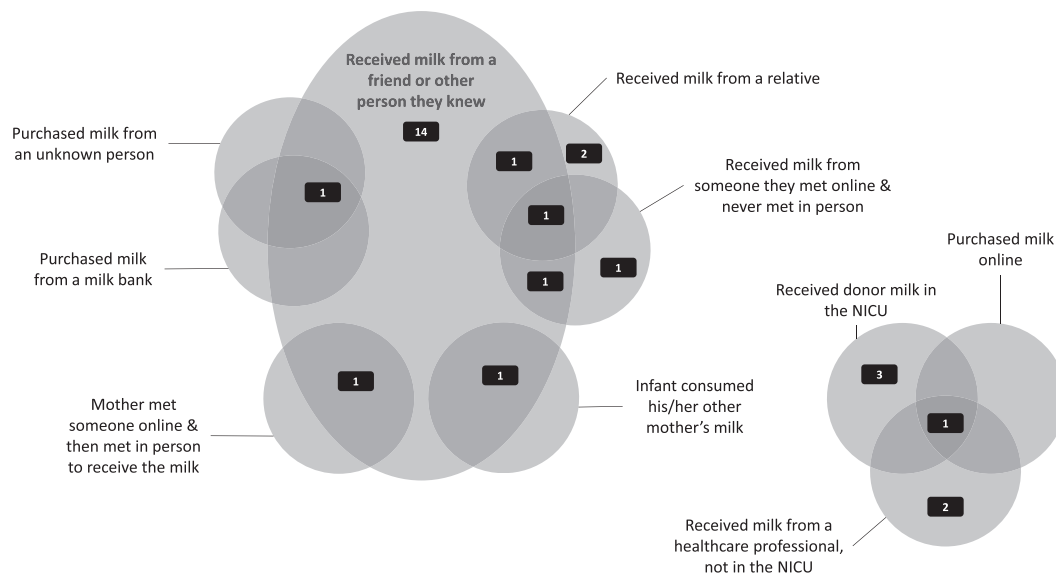 Received milk from a
friend or other
person they knew
14
Received milk from a relative
Purchased milk from
an unknown person
1
1
2
Received milk from
someone they met online &
never met in person
1
1
1
1
Purchased milk
from a milk bank
Purchased milk
online
Received donor milk in
the NICU
3
1
2
Mother met
someone online &
then met in person
to receive the milk
1
1
Infant consumed
his/her other
mother's milk
Received milk from a
healthcare professional,
not in the NICU